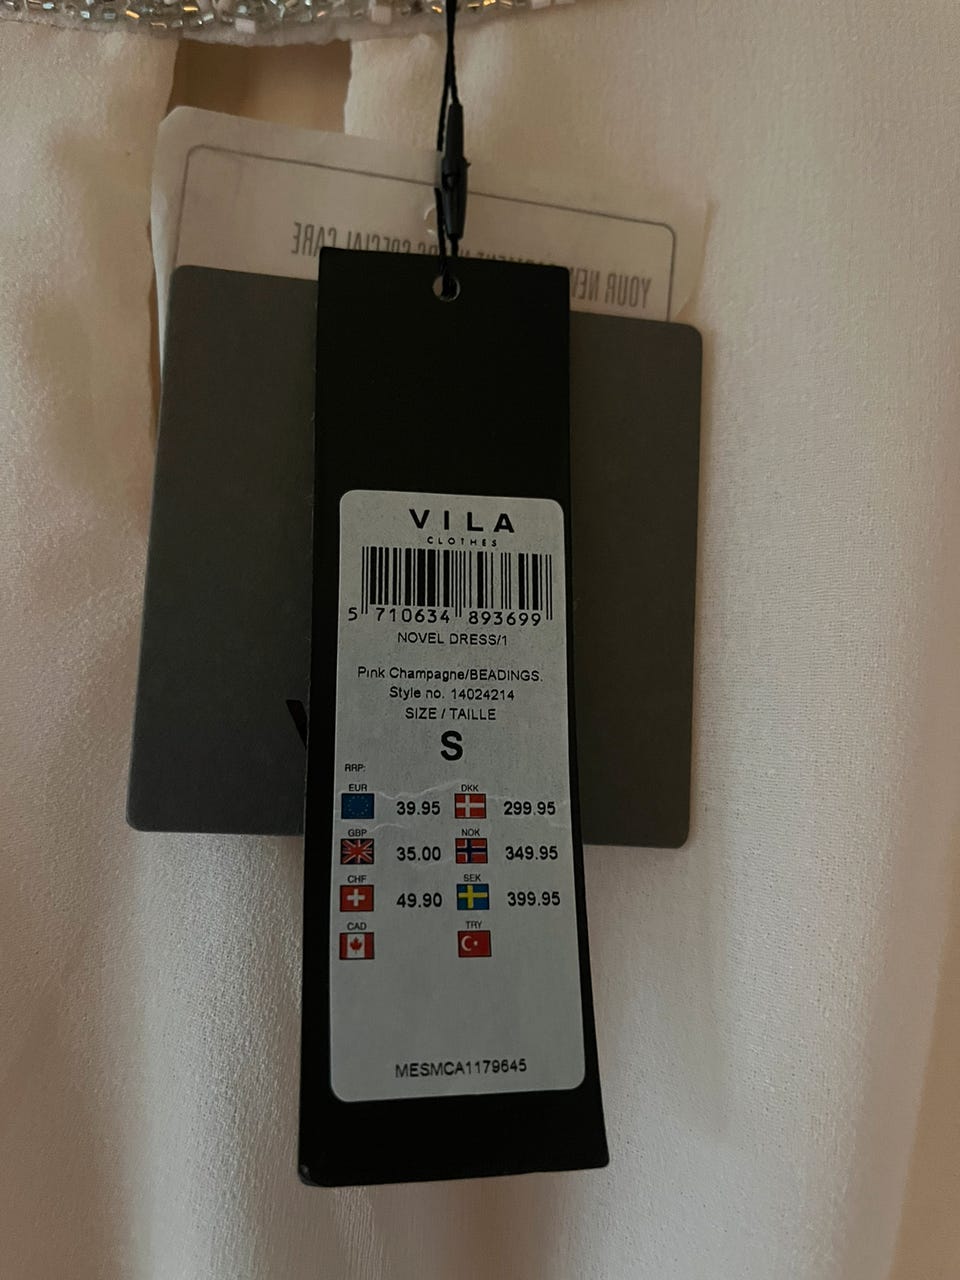 YOUR NEW GARMENT NEEDS SPECIAL CARE
VILA
CLOTHES
5 710634 893699
NOVEL DRESS/1
Pink Champagne/BEADINGS.
Style no. 14024214
SIZE / TAILLE
S
RRP:
EUR 39.95 DKK 299.95
GBP 35.00 NOK 349.95
CHF 49.90 SEK 399.95
CAD TRY
MESMCA1179645